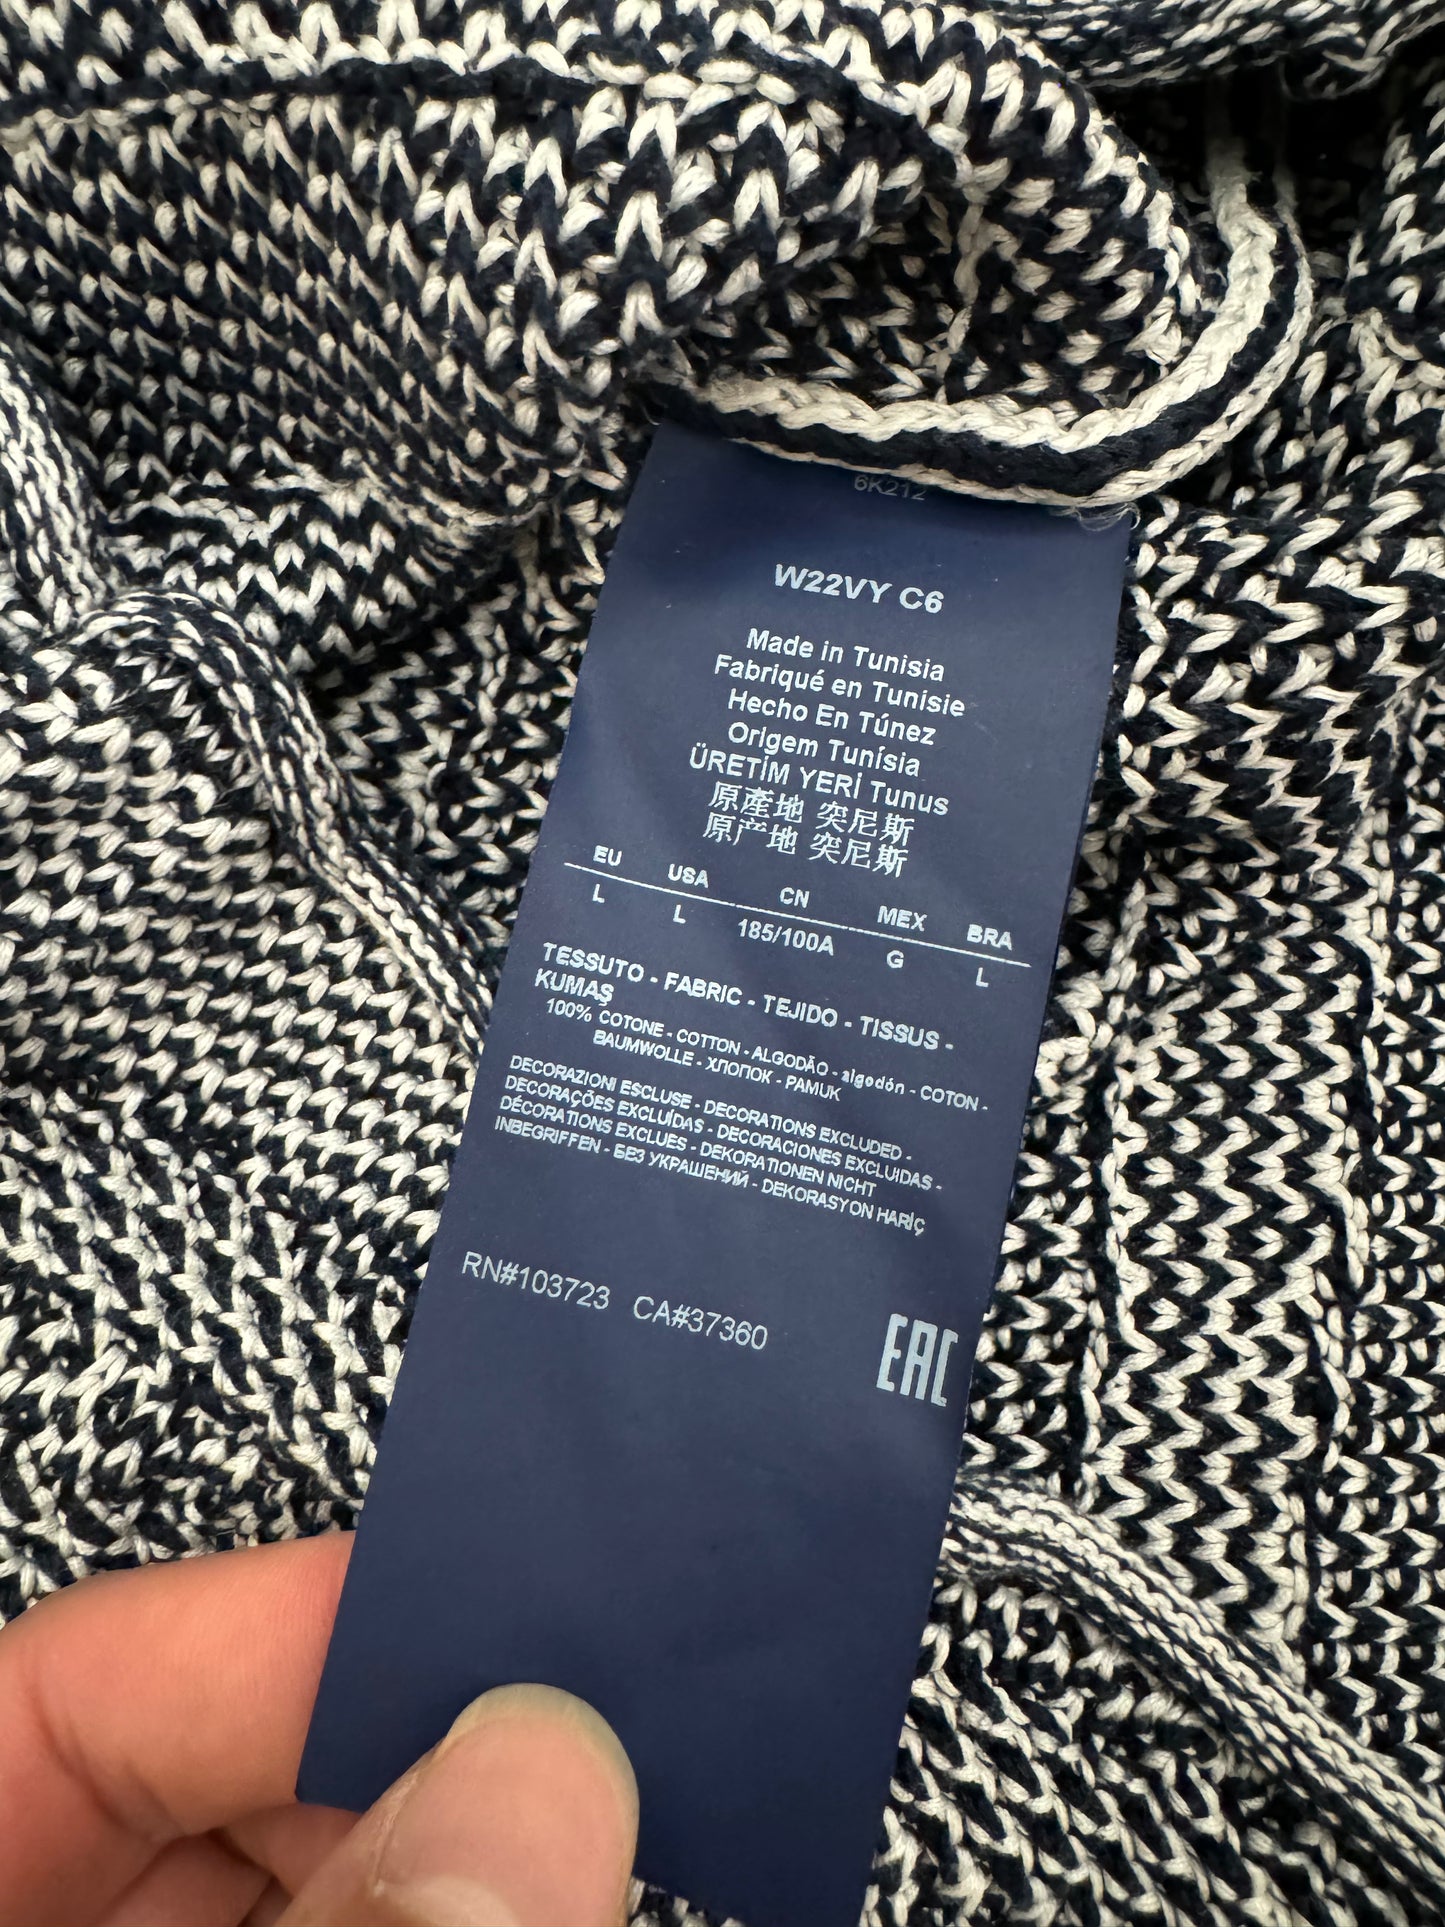 6K212
W22VY C6
Made in Tunisia
Fabriqué en Tunisie
Hecho En Túnez
Origem Tunísia
ÜRETİM YERİ Tunus
原產地 突尼斯
原产地 突尼斯
EU USA CN MEX BRA
L L 185/100A G L
TESSUTO - FABRIC - TEJIDO - TISSUS -
KUMAŞ
100% COTONE - COTTON - ALGODÃO - algodón - COTON -
BAUMWOLLE - ХЛОПОК - PAMUK
DECORAZIONI ESCLUSE - DECORATIONS EXCLUDED -
DECORAÇÕES EXCLUÍDAS - DECORACIONES EXCLUIDAS -
DÉCORATIONS EXCLUES - DEKORATIONEN NICHT
INBEGRIFFEN - БЕЗ УКРАШЕНИЙ - DEKORASYON HARİÇ
RN#103723 CA#37360
EAC